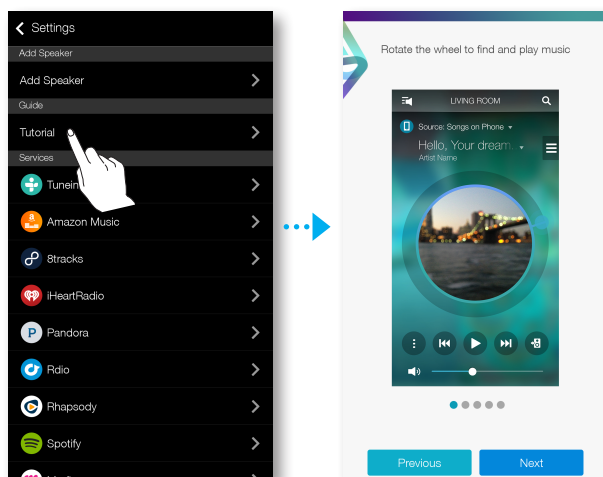 Settings
Add Speaker
Add Speaker
Guide
Tutorial
Services
Tunein
a
Amazon Music
8tracks
iHeartRadio
P Pandora
Rdio
Rhapsody
Spotify
Rotate the wheel to find and play music
LIVING ROOM
Source: Songs on Phone
Hello, Your dream.
Artist Name
Previous
Next